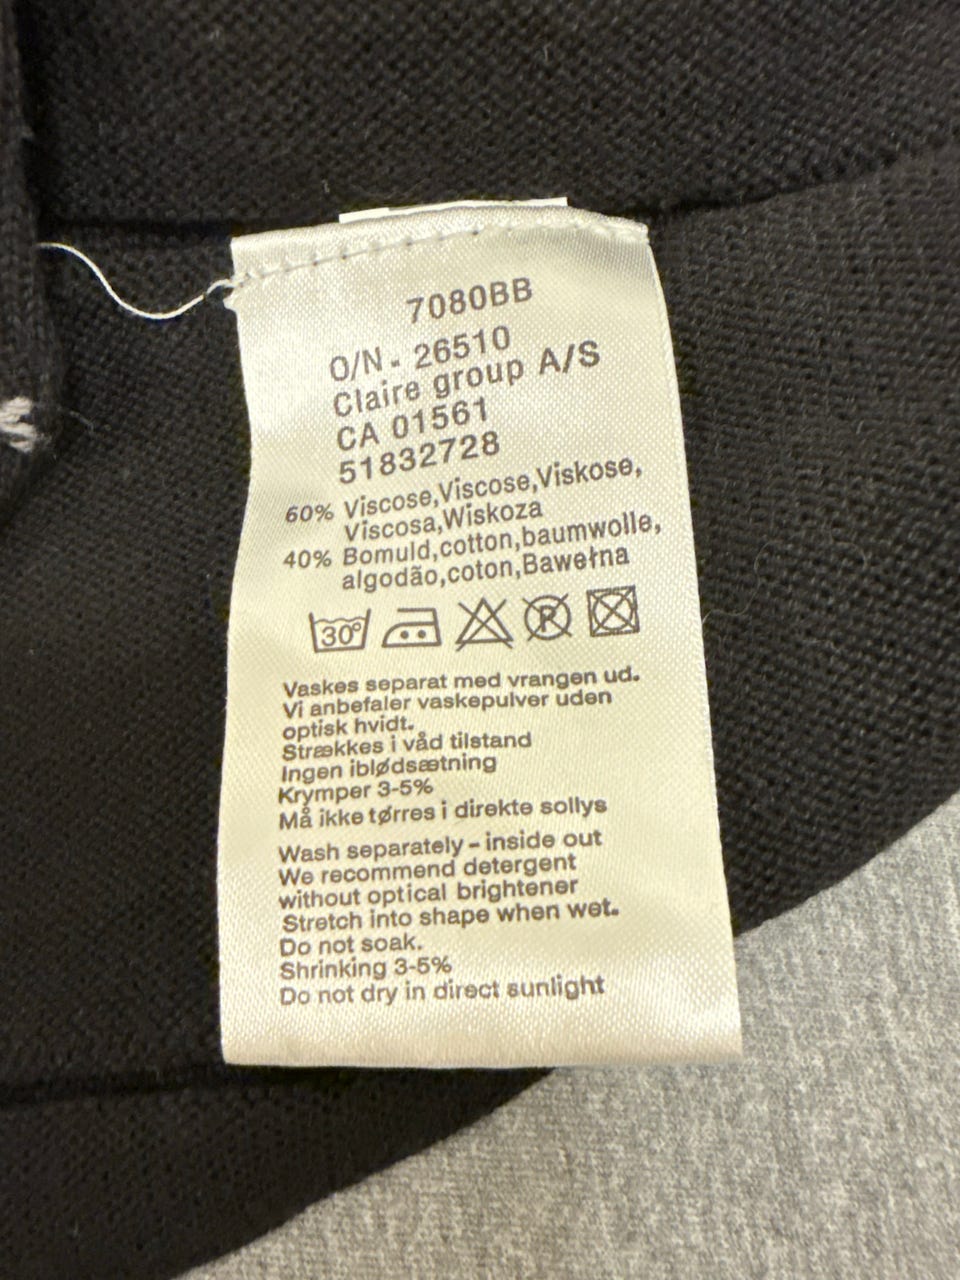 7080BB
O/N - 26510
Claire group A/S
CA 01561
51832728
60% Viscose,Viscose,Viskose,
Viscosa,Wiskoza
40% Bomuld,cotton,baumwolle,
algodão,coton,Bawełna
30°
P
Vaskes separat med vrangen ud.
Vi anbefaler vaskepulver uden
optisk hvidt.
Strækkes i våd tilstand
Ingen iblødsætning
Krymper 3-5%
Må ikke tørres i direkte sollys
Wash separately - inside out
We recommend detergent
without optical brightener
Stretch into shape when wet.
Do not soak.
Shrinking 3-5%
Do not dry in direct sunlight